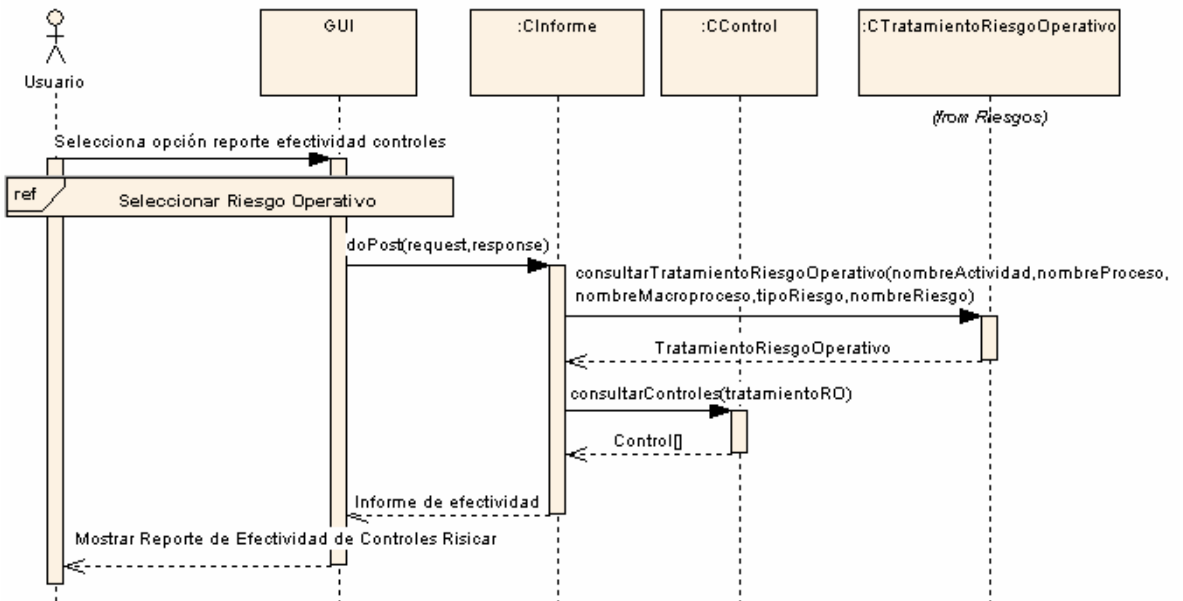 GUI
:CInforme
:CControl
:CTratamientoRiesgoOperativo
Usuario
(from Riesgos)
Selecciona opción reporte efectividad controles
ref
Seleccionar Riesgo Operativo
doPost(request,response)
consultarTratamientoRiesgoOperativo(nombreActividad,nombreProceso,
nombreMacroproceso,tipoRiesgo,nombreRiesgo)
TratamientoRiesgoOperativo
consultarControles(tratamientoRO)
Control[]
Informe de efectividad
Mostrar Reporte de Efectividad de Controles Risicar